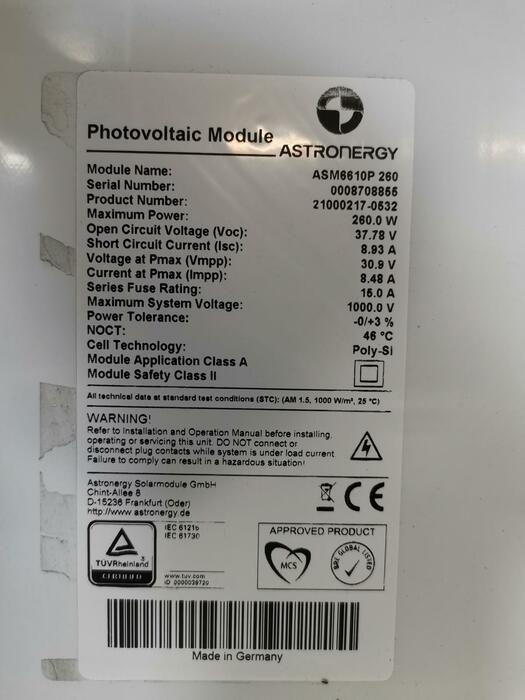 Photovoltaic Module
ASTRONERGY
Module Name: ASM6610P 260
Serial Number: 0008708855
Product Number: 21000217-0532
Maximum Power: 260.0 W
Open Circuit Voltage (Voc): 37.78 V
Short Circuit Current (Isc): 8.93 A
Voltage at Pmax (Vmpp): 30.9 V
Current at Pmax (Impp): 8.48 A
Series Fuse Rating: 15.0 A
Maximum System Voltage: 1000.0 V
Power Tolerance: -0/+3 %
NOCT: 46 °C
Cell Technology: Poly-Si
Module Application Class A
Module Safety Class II
All technical data at standard test conditions (STC): (AM 1.5, 1000 W/m², 25 °C)
WARNING!
Refer to Installation and Operation Manual before installing,
operating or servicing this unit. DO NOT connect or
disconnect plug contacts while system is under load current
Failure to comply can result in a hazardous situation!
Astronergy Solarmodule GmbH
Chint-Allee 8
D-15236 Frankfurt (Oder)
http://www.astronergy.de
CE
TÜVRheinland
CERTIFIED
IEC 61215
IEC 61730
www.tuv.com
ID 0000039720
APPROVED PRODUCT
MCS
BRE GLOBAL LISTED
Made in Germany